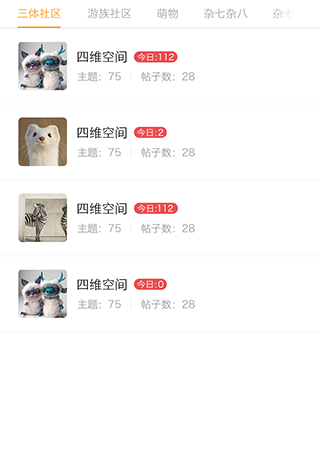 三体社区 游族社区 萌物 杂七杂八 杂七
四维空间 今日:112
主题：75 帖子数：28
四维空间 今日:2
主题：75 帖子数：28
四维空间 今日:112
主题：75 帖子数：28
四维空间 今日:0
主题：75 帖子数：28